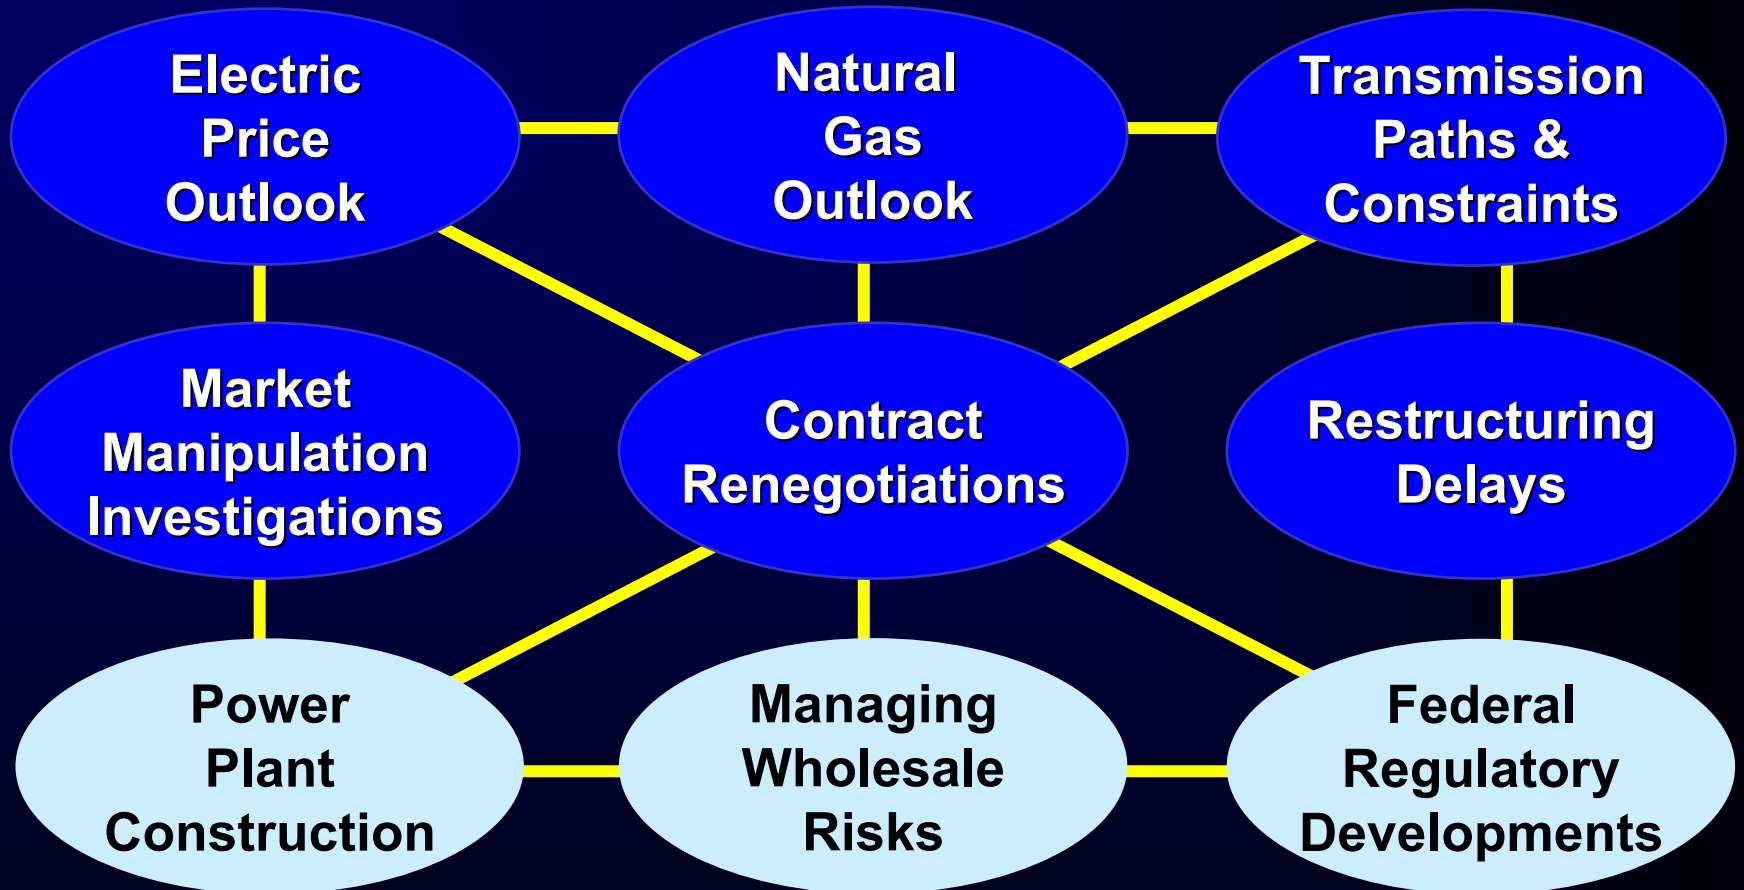 Electric
Price
Outlook
Natural
Gas
Outlook
Transmission
Paths &
Constraints
Market
Manipulation
Investigations
Contract
Renegotiations
Restructuring
Delays
Power
Plant
Construction
Managing
Wholesale
Risks
Federal
Regulatory
Developments